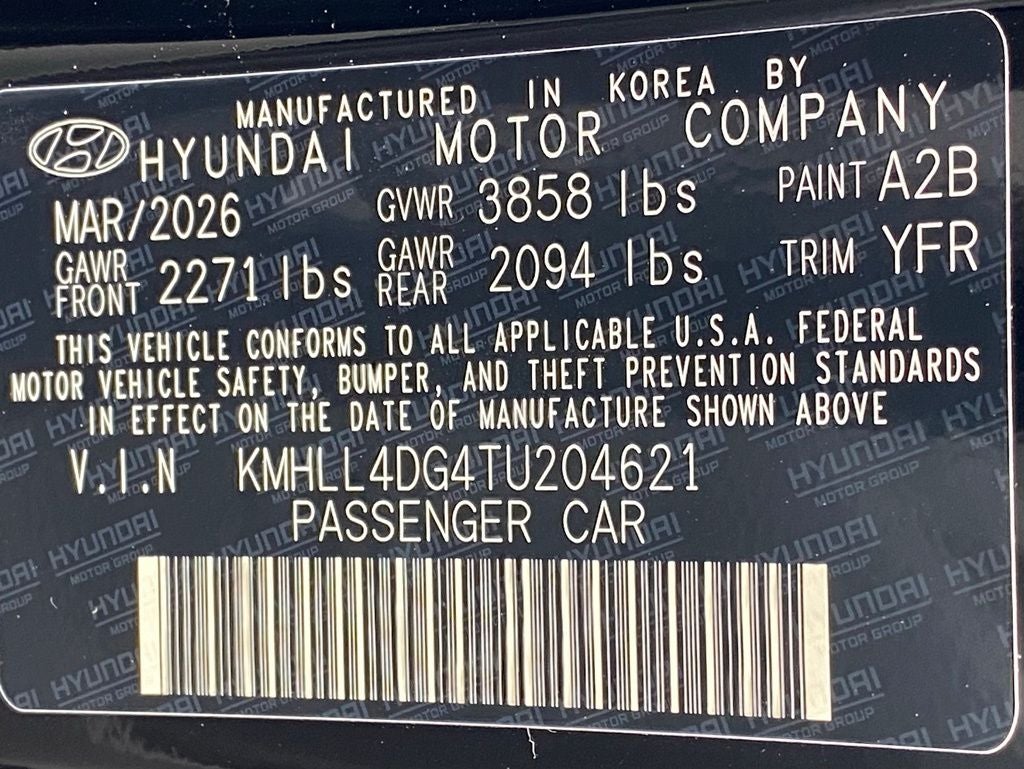 MANUFACTURED IN KOREA BY
HYUNDAI MOTOR COMPANY
MAR/2026 GVWR 3858 lbs PAINT A2B
GAWR FRONT 2271 lbs GAWR REAR 2094 lbs TRIM YFR
THIS VEHICLE CONFORMS TO ALL APPLICABLE U.S.A. FEDERAL
MOTOR VEHICLE SAFETY, BUMPER, AND THEFT PREVENTION STANDARDS
IN EFFECT ON THE DATE OF MANUFACTURE SHOWN ABOVE
V.I.N KMHLL4DG4TU204621
PASSENGER CAR